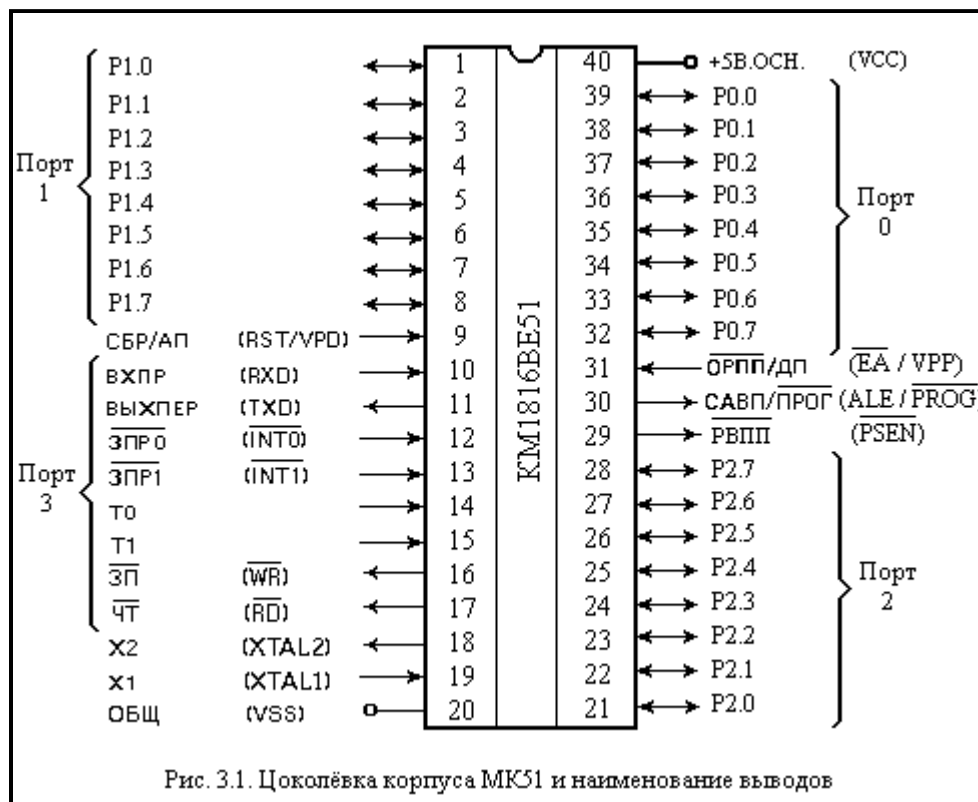 P1.0 1 40 +5В.ОСН. (VCC)
P1.1 2 39 P0.0
P1.2 3 38 P0.1
P1.3 4 37 P0.2
P1.4 5 36 P0.3
P1.5 6 35 P0.4
P1.6 7 34 P0.5
P1.7 8 33 P0.6
СБР/АП (RST/VPD) 9 32 P0.7
ВХПР (RXD) 10 31 ОРПП/ДП (EA / VPP)
ВЫХПЕР (TXD) 11 30 САВП/ПРОГ (ALE / PROG)
ЗПР0 (INT0) 12 29 РВПП (PSEN)
ЗПР1 (INT1) 13 28 P2.7
T0 14 27 P2.6
T1 15 26 P2.5
ЗП (WR) 16 25 P2.4
ЧТ (RD) 17 24 P2.3
X2 (XTAL2) 18 23 P2.2
X1 (XTAL1) 19 22 P2.1
ОБЩ (VSS) 20 21 P2.0
Порт
1
Порт
3
КМ1816ВЕ51
Порт
0
Порт
2
Рис. 3.1. Цоколёвка корпуса МК51 и наименование выводов